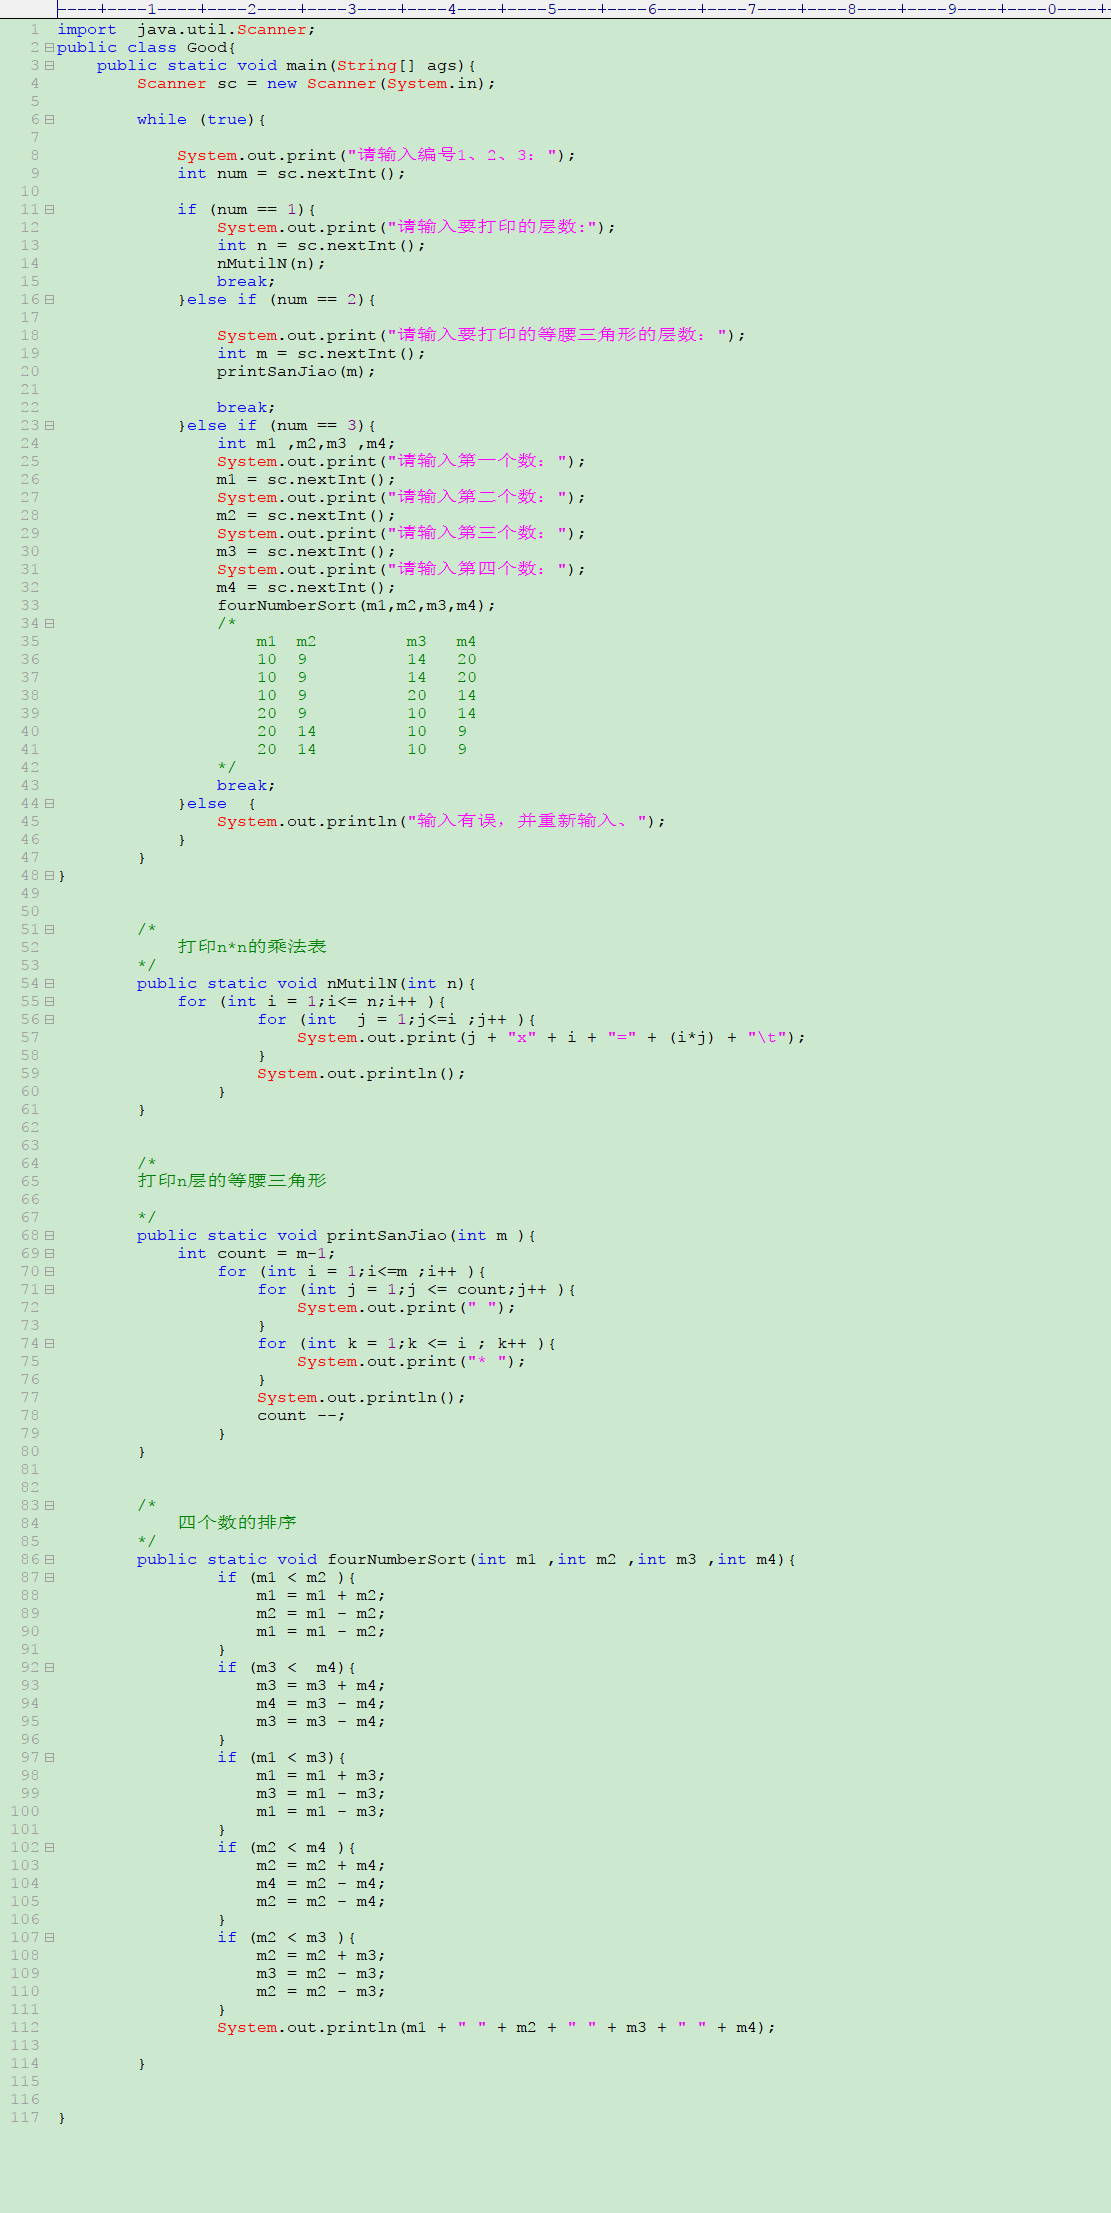 |----+----1----+----2----+----3----+----4----+----5----+----6----+----7----+----8----+----9----+----0----+-
1 import  java.util.Scanner;
2 public class Good{
3     public static void main(String[] ags){
4         Scanner sc = new Scanner(System.in);
5
6         while (true){
7
8             System.out.print("请输入编号1、2、3：");
9             int num = sc.nextInt();
10
11             if (num == 1){
12                 System.out.print("请输入要打印的层数:");
13                 int n = sc.nextInt();
14                 nMutilN(n);
15                 break;
16             }else if (num == 2){
17
18                 System.out.print("请输入要打印的等腰三角形的层数：");
19                 int m = sc.nextInt();
20                 printSanJiao(m);
21
22                 break;
23             }else if (num == 3){
24                 int m1 ,m2,m3 ,m4;
25                 System.out.print("请输入第一个数：");
26                 m1 = sc.nextInt();
27                 System.out.print("请输入第二个数：");
28                 m2 = sc.nextInt();
29                 System.out.print("请输入第三个数：");
30                 m3 = sc.nextInt();
31                 System.out.print("请输入第四个数：");
32                 m4 = sc.nextInt();
33                 fourNumberSort(m1,m2,m3,m4);
34                 /*
35                     m1  m2         m3   m4
36                     10  9          14   20
37                     10  9          14   20
38                     10  9          20   14
39                     20  9          10   14
40                     20  14         10   9
41                     20  14         10   9
42                 */
43                 break;
44             }else  {
45                 System.out.println("输入有误，并重新输入、");
46             }
47         }
48 }
49
50
51         /*
52             打印n*n的乘法表
53         */
54         public static void nMutilN(int n){
55             for (int i = 1;i<= n;i++ ){
56                     for (int  j = 1;j<=i ;j++ ){
57                         System.out.print(j + "x" + i + "=" + (i*j) + "\t");
58                     }
59                     System.out.println();
60                 }
61         }
62
63
64         /*
65         打印n层的等腰三角形
66
67         */
68         public static void printSanJiao(int m ){
69             int count = m-1;
70                 for (int i = 1;i<=m ;i++ ){
71                     for (int j = 1;j <= count;j++ ){
72                         System.out.print(" ");
73                     }
74                     for (int k = 1;k <= i ; k++ ){
75                         System.out.print("* ");
76                     }
77                     System.out.println();
78                     count --;
79                 }
80         }
81
82
83         /*
84             四个数的排序
85         */
86         public static void fourNumberSort(int m1 ,int m2 ,int m3 ,int m4){
87                 if (m1 < m2 ){
88                     m1 = m1 + m2;
89                     m2 = m1 - m2;
90                     m1 = m1 - m2;
91                 }
92                 if (m3 <  m4){
93                     m3 = m3 + m4;
94                     m4 = m3 - m4;
95                     m3 = m3 - m4;
96                 }
97                 if (m1 < m3){
98                     m1 = m1 + m3;
99                     m3 = m1 - m3;
100                     m1 = m1 - m3;
101                 }
102                 if (m2 < m4 ){
103                     m2 = m2 + m4;
104                     m4 = m2 - m4;
105                     m2 = m2 - m4;
106                 }
107                 if (m2 < m3 ){
108                     m2 = m2 + m3;
109                     m3 = m2 - m3;
110                     m2 = m2 - m3;
111                 }
112                 System.out.println(m1 + " " + m2 + " " + m3 + " " + m4);
113
114         }
115
116
117 }